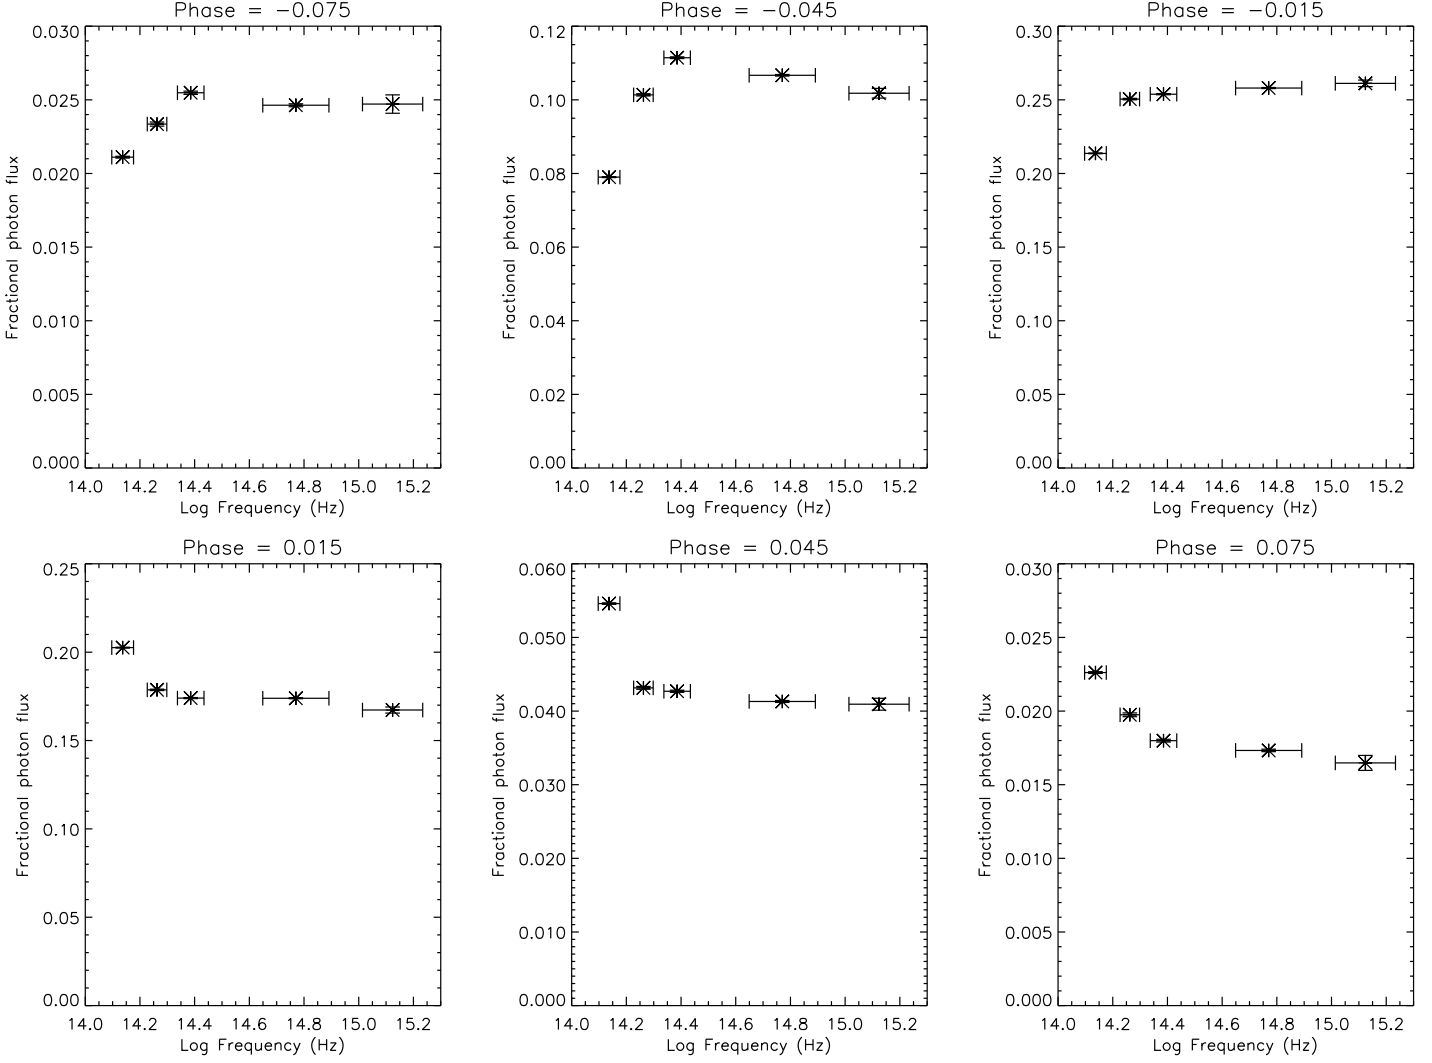 Phase = −0.075
Fractional photon flux
0.030
0.025
0.020
0.015
0.010
0.005
0.000
14.0 14.2 14.4 14.6 14.8 15.0 15.2
Log Frequency (Hz)
Phase = −0.045
Fractional photon flux
0.12
0.10
0.08
0.06
0.04
0.02
0.00
14.0 14.2 14.4 14.6 14.8 15.0 15.2
Log Frequency (Hz)
Phase = −0.015
Fractional photon flux
0.30
0.25
0.20
0.15
0.10
0.05
0.00
14.0 14.2 14.4 14.6 14.8 15.0 15.2
Log Frequency (Hz)
Phase = 0.015
Fractional photon flux
0.25
0.20
0.15
0.10
0.05
0.00
14.0 14.2 14.4 14.6 14.8 15.0 15.2
Log Frequency (Hz)
Phase = 0.045
Fractional photon flux
0.060
0.050
0.040
0.030
0.020
0.010
0.000
14.0 14.2 14.4 14.6 14.8 15.0 15.2
Log Frequency (Hz)
Phase = 0.075
Fractional photon flux
0.030
0.025
0.020
0.015
0.010
0.005
0.000
14.0 14.2 14.4 14.6 14.8 15.0 15.2
Log Frequency (Hz)